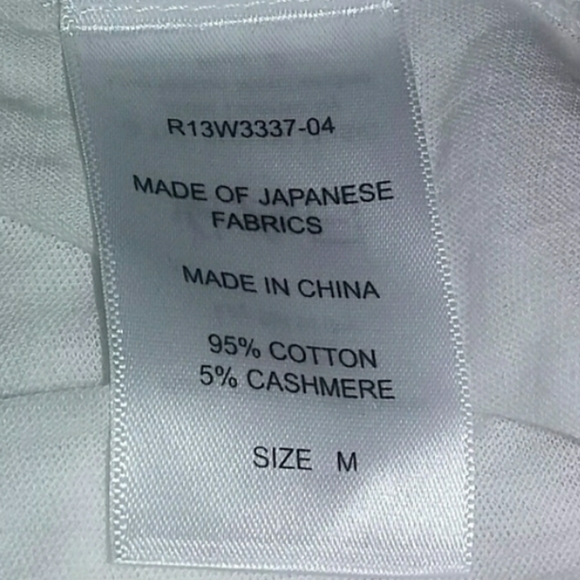 R13W3337-04
MADE OF JAPANESE
FABRICS
MADE IN CHINA
95% COTTON
5% CASHMERE
SIZE M